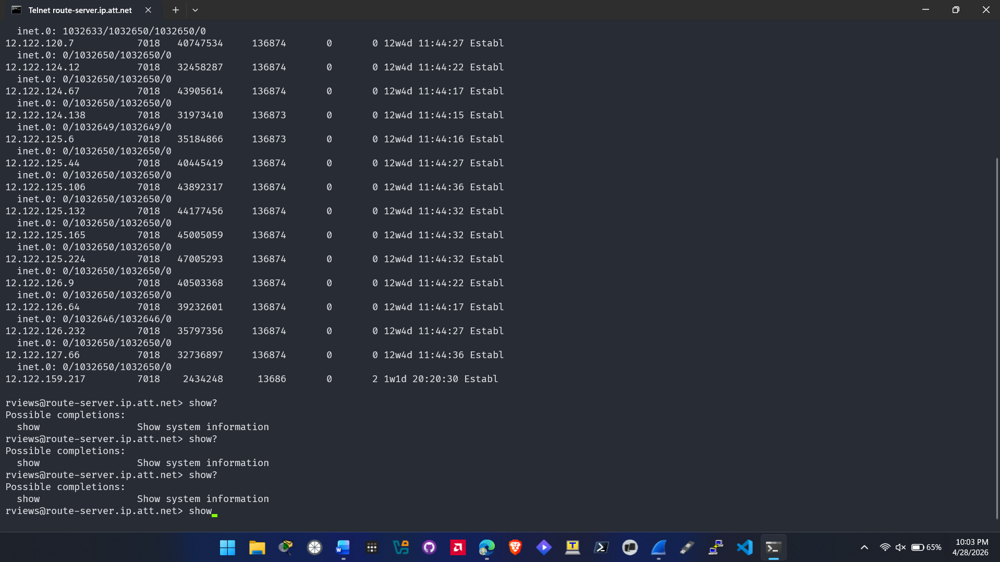 Telnet route-server.ip.att.net
inet.0: 1032633/1032650/1032650/0
12.122.120.7 7018 40747534 136874 0 0 12w4d 11:44:27 Establ
inet.0: 0/1032650/1032650/0
12.122.124.12 7018 32458287 136874 0 0 12w4d 11:44:22 Establ
inet.0: 0/1032650/1032650/0
12.122.124.67 7018 43905614 136874 0 0 12w4d 11:44:17 Establ
inet.0: 0/1032650/1032650/0
12.122.124.138 7018 31973410 136873 0 0 12w4d 11:44:15 Establ
inet.0: 0/1032649/1032649/0
12.122.125.6 7018 35184866 136873 0 0 12w4d 11:44:16 Establ
inet.0: 0/1032650/1032650/0
12.122.125.44 7018 40445419 136874 0 0 12w4d 11:44:27 Establ
inet.0: 0/1032650/1032650/0
12.122.125.106 7018 43892317 136874 0 0 12w4d 11:44:36 Establ
inet.0: 0/1032650/1032650/0
12.122.125.132 7018 44177456 136874 0 0 12w4d 11:44:32 Establ
inet.0: 0/1032650/1032650/0
12.122.125.165 7018 45005059 136874 0 0 12w4d 11:44:32 Establ
inet.0: 0/1032650/1032650/0
12.122.125.224 7018 47005293 136874 0 0 12w4d 11:44:32 Establ
inet.0: 0/1032650/1032650/0
12.122.126.9 7018 40503368 136874 0 0 12w4d 11:44:22 Establ
inet.0: 0/1032650/1032650/0
12.122.126.64 7018 39232601 136874 0 0 12w4d 11:44:17 Establ
inet.0: 0/1032646/1032646/0
12.122.126.232 7018 35797356 136874 0 0 12w4d 11:44:27 Establ
inet.0: 0/1032650/1032650/0
12.122.127.66 7018 32736897 136874 0 0 12w4d 11:44:36 Establ
inet.0: 0/1032650/1032650/0
12.122.159.217 7018 2434248 13686 0 2 1w1d 20:20:30 Establ
rviews@route-server.ip.att.net> show?
Possible completions:
show Show system information
rviews@route-server.ip.att.net> show?
Possible completions:
show Show system information
rviews@route-server.ip.att.net> show?
Possible completions:
show Show system information
rviews@route-server.ip.att.net> show
65%
10:03 PM
4/28/2026